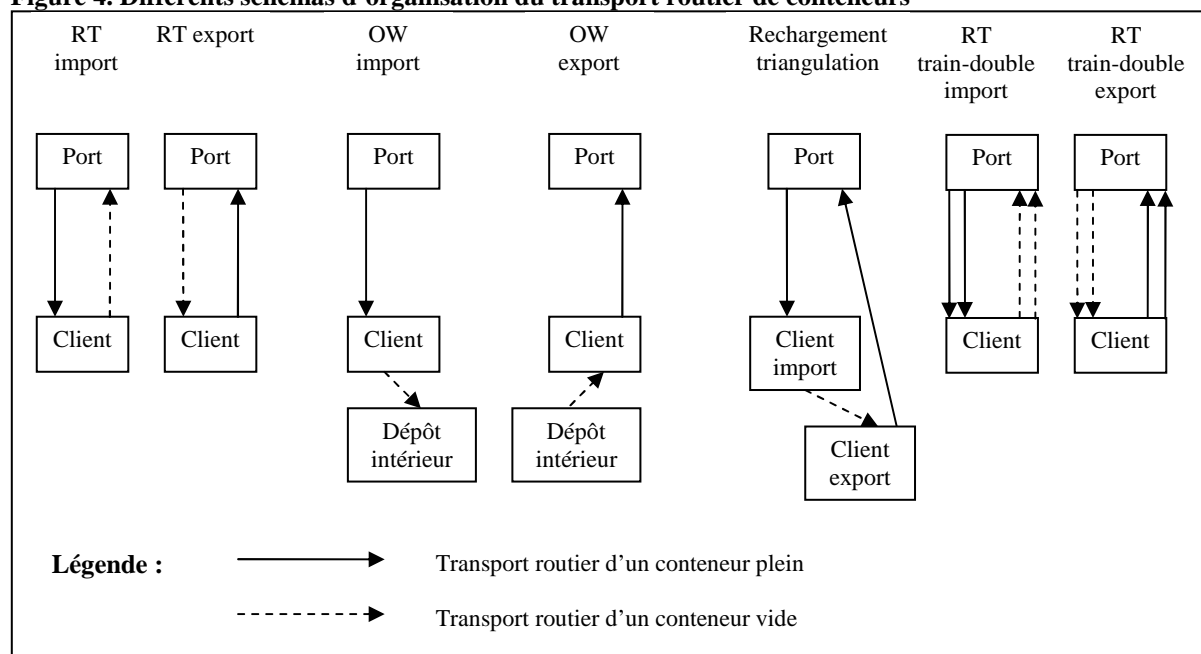 Figure 4. Différents schémas d'organisation du transport routier de conteneurs
RT import
RT export
OW import
OW export
Rechargement triangulation
RT train-double import
RT train-double export
Port
Port
Port
Port
Port
Port
Port
Client
Client
Client
Client
Client import
Client
Client
Dépôt intérieur
Dépôt intérieur
Client export
Légende :
Transport routier d'un conteneur plein
Transport routier d'un conteneur vide